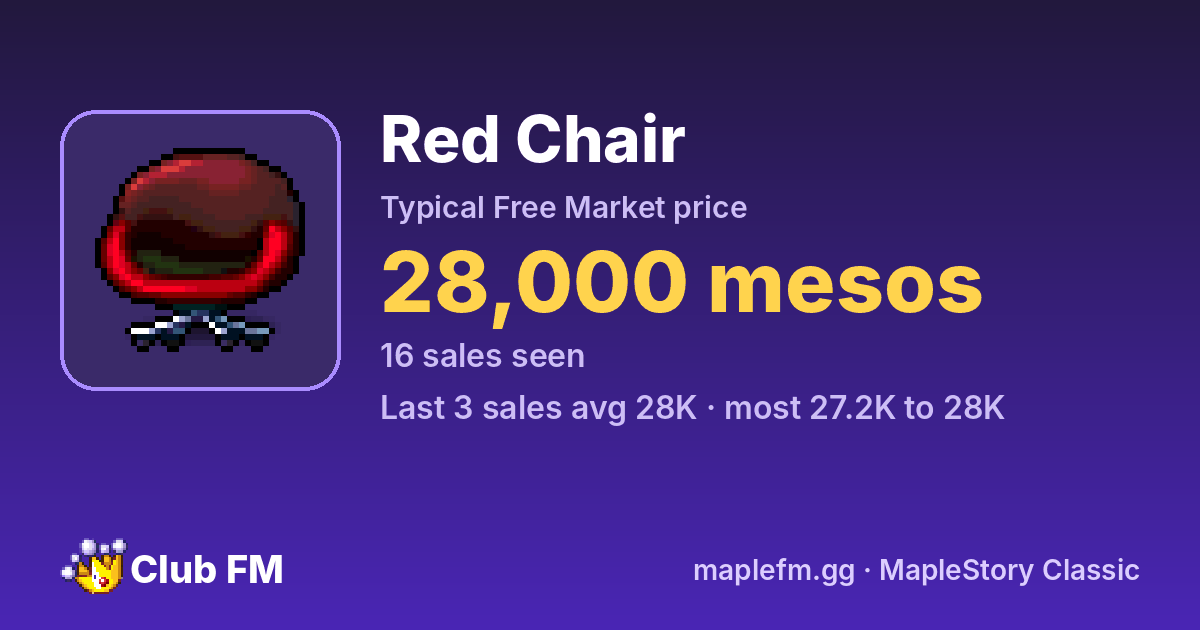 Red Chair
Typical Free Market price
28,000 mesos
16 sales seen
Last 3 sales avg 28K · most 27.2K to 28K
Club FM
maplefm.gg · MapleStory Classic